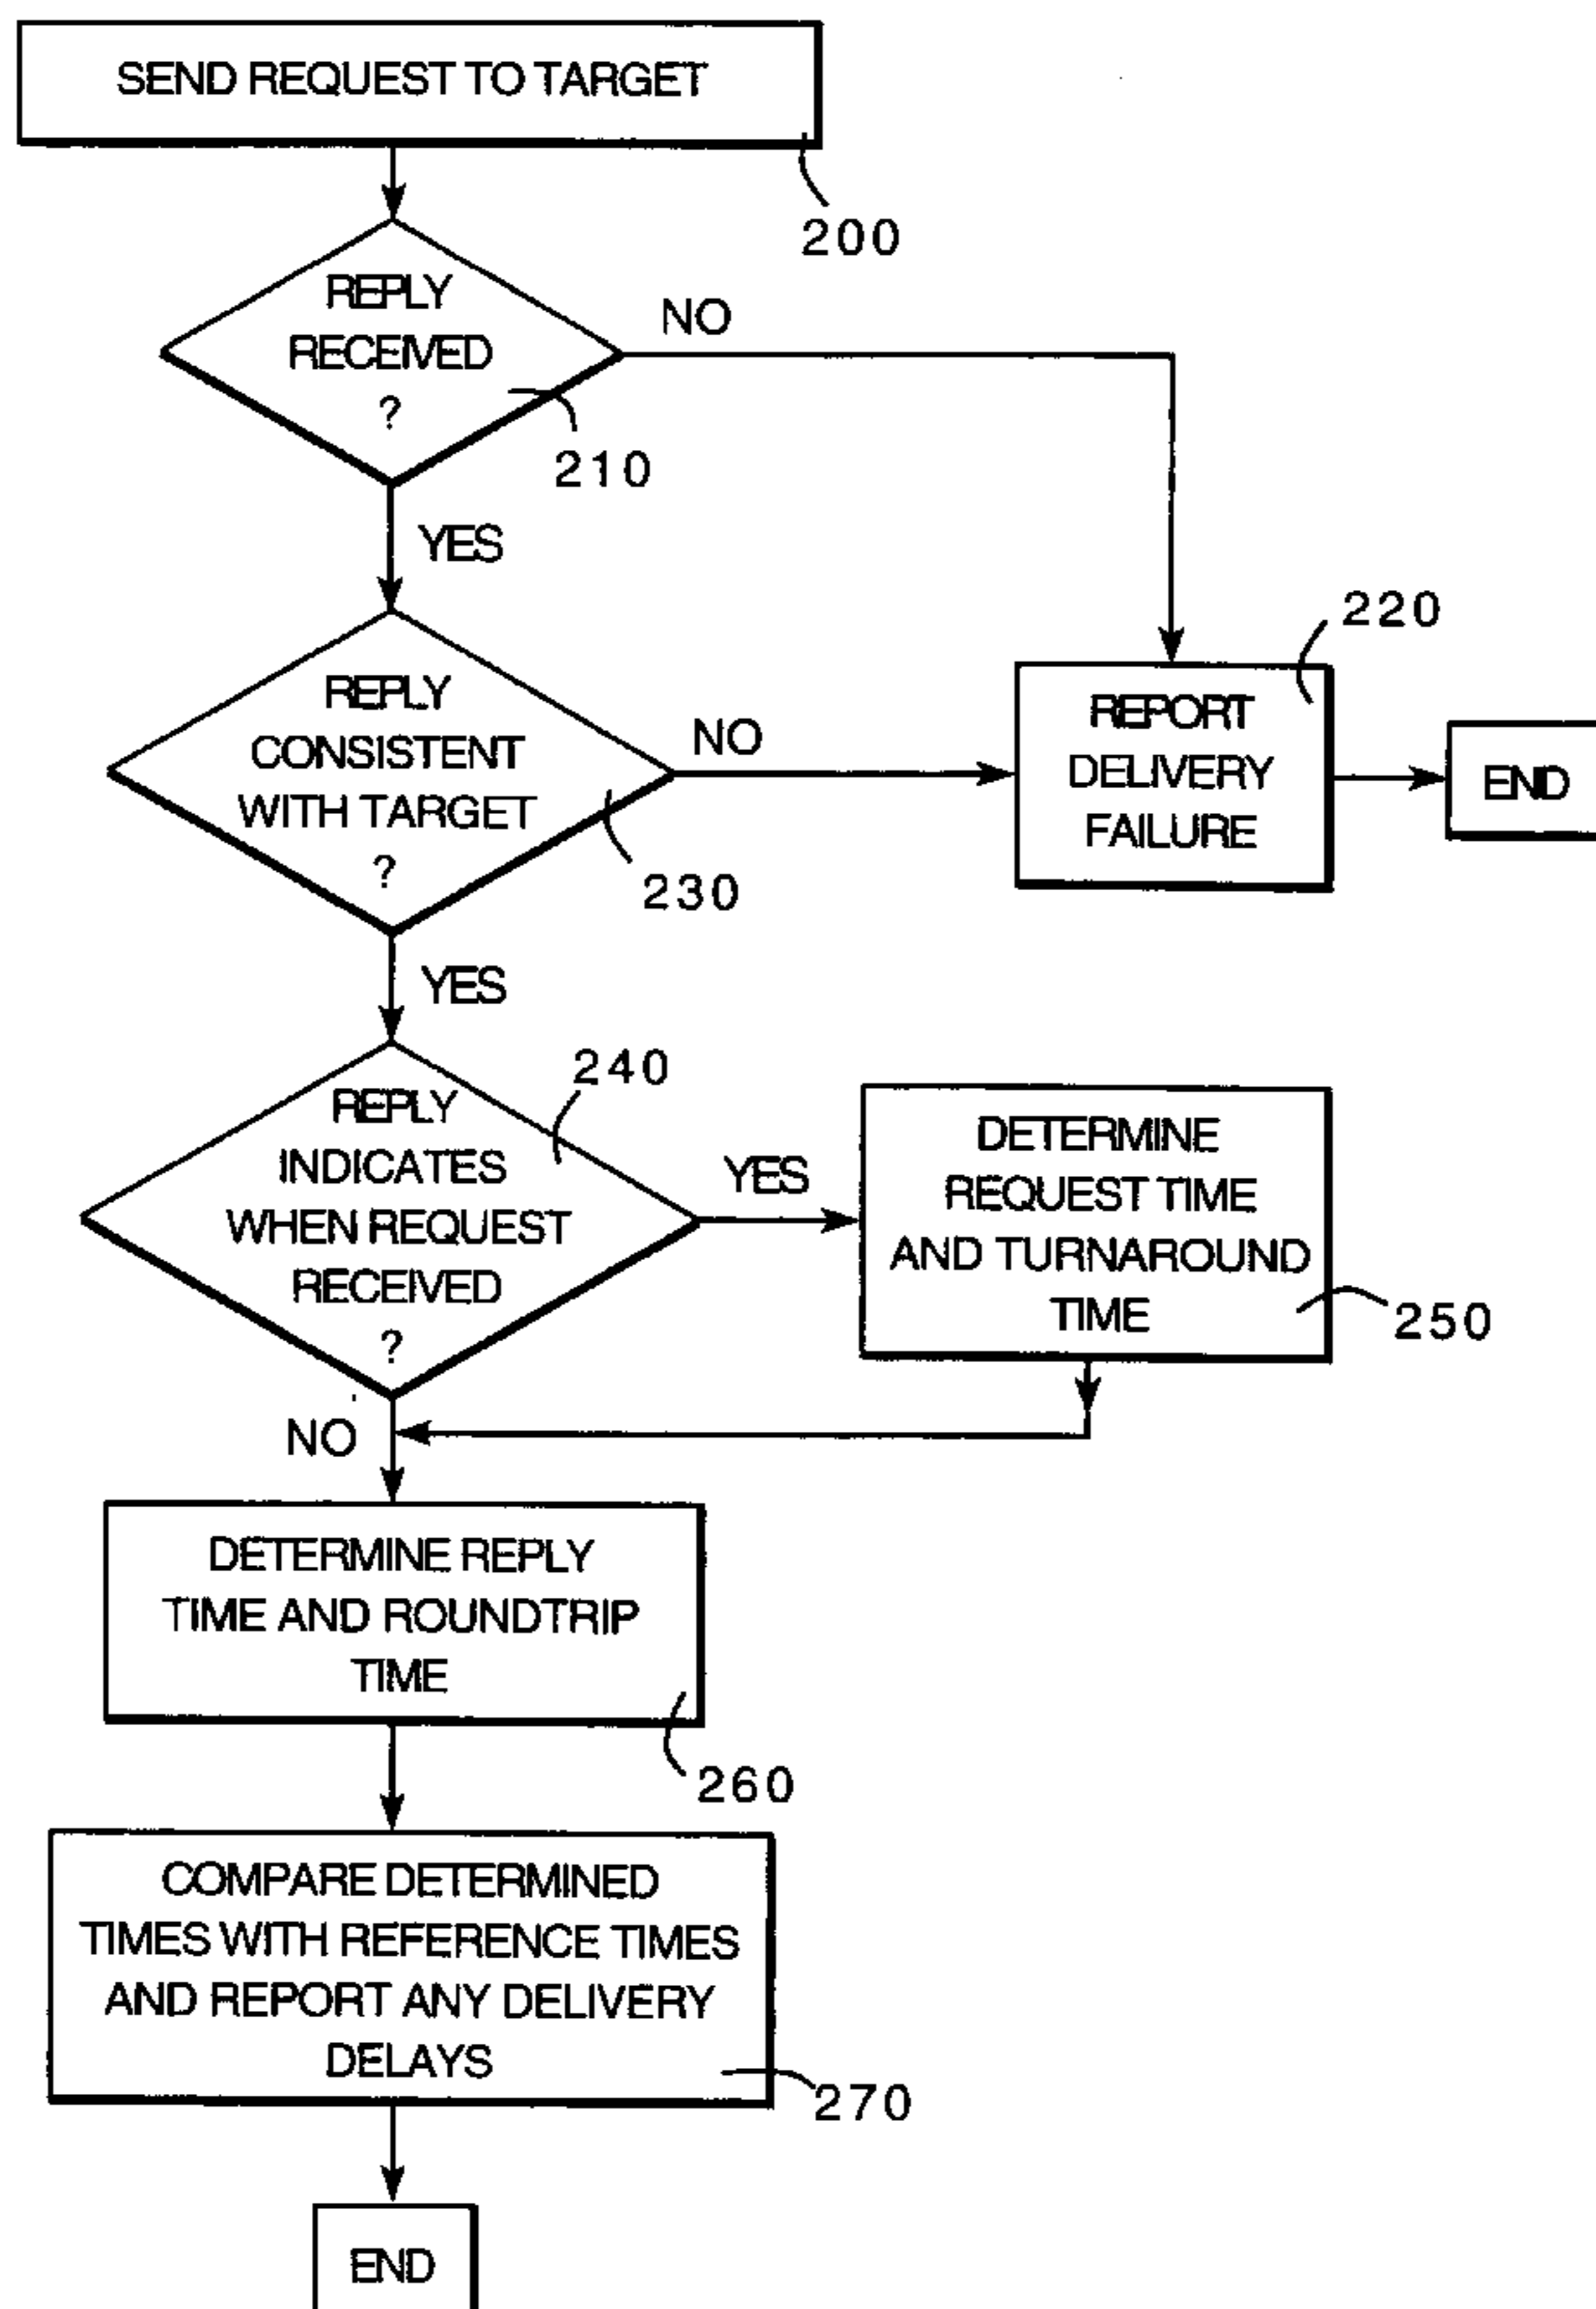 SEND REQUEST TO TARGET
200
REPLY
RECEIVED
?
NO
210
YES
220
REPLY
CONSISTENT
WITH TARGET
?
NO
230
REPORT
DELIVERY
FAILURE
END
YES
240
REPLY
INDICATES
WHEN REQUEST
RECEIVED
?
YES
DETERMINE
REQUEST TIME
AND TURNAROUND
TIME
250
NO
DETERMINE REPLY
TIME AND ROUNDTRIP
TIME
260
COMPARE DETERMINED
TIMES WITH REFERENCE TIMES
AND REPORT ANY DELIVERY
DELAYS
270
END